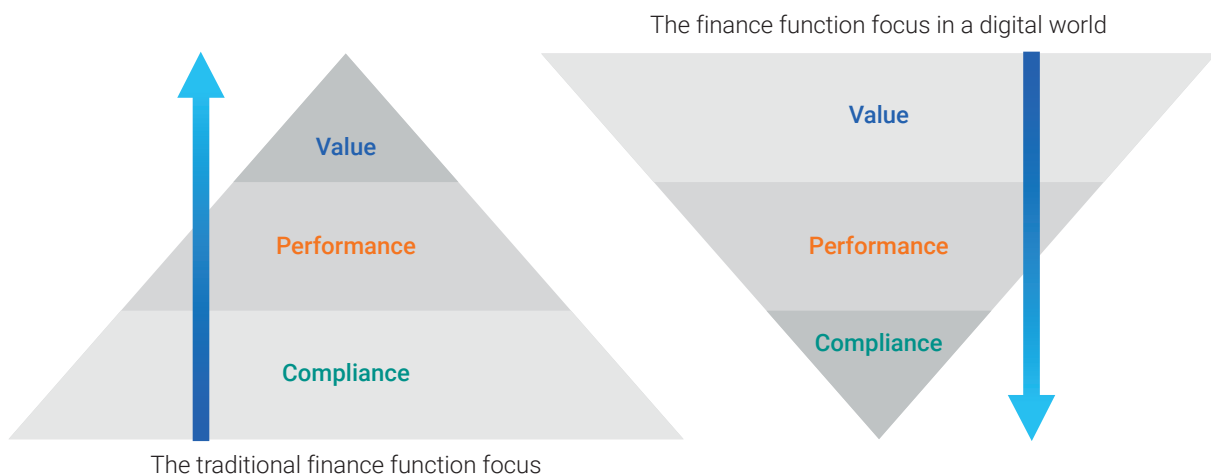 The finance function focus in a digital world
Value
Performance
Compliance
Value
Performance
Compliance
The traditional finance function focus